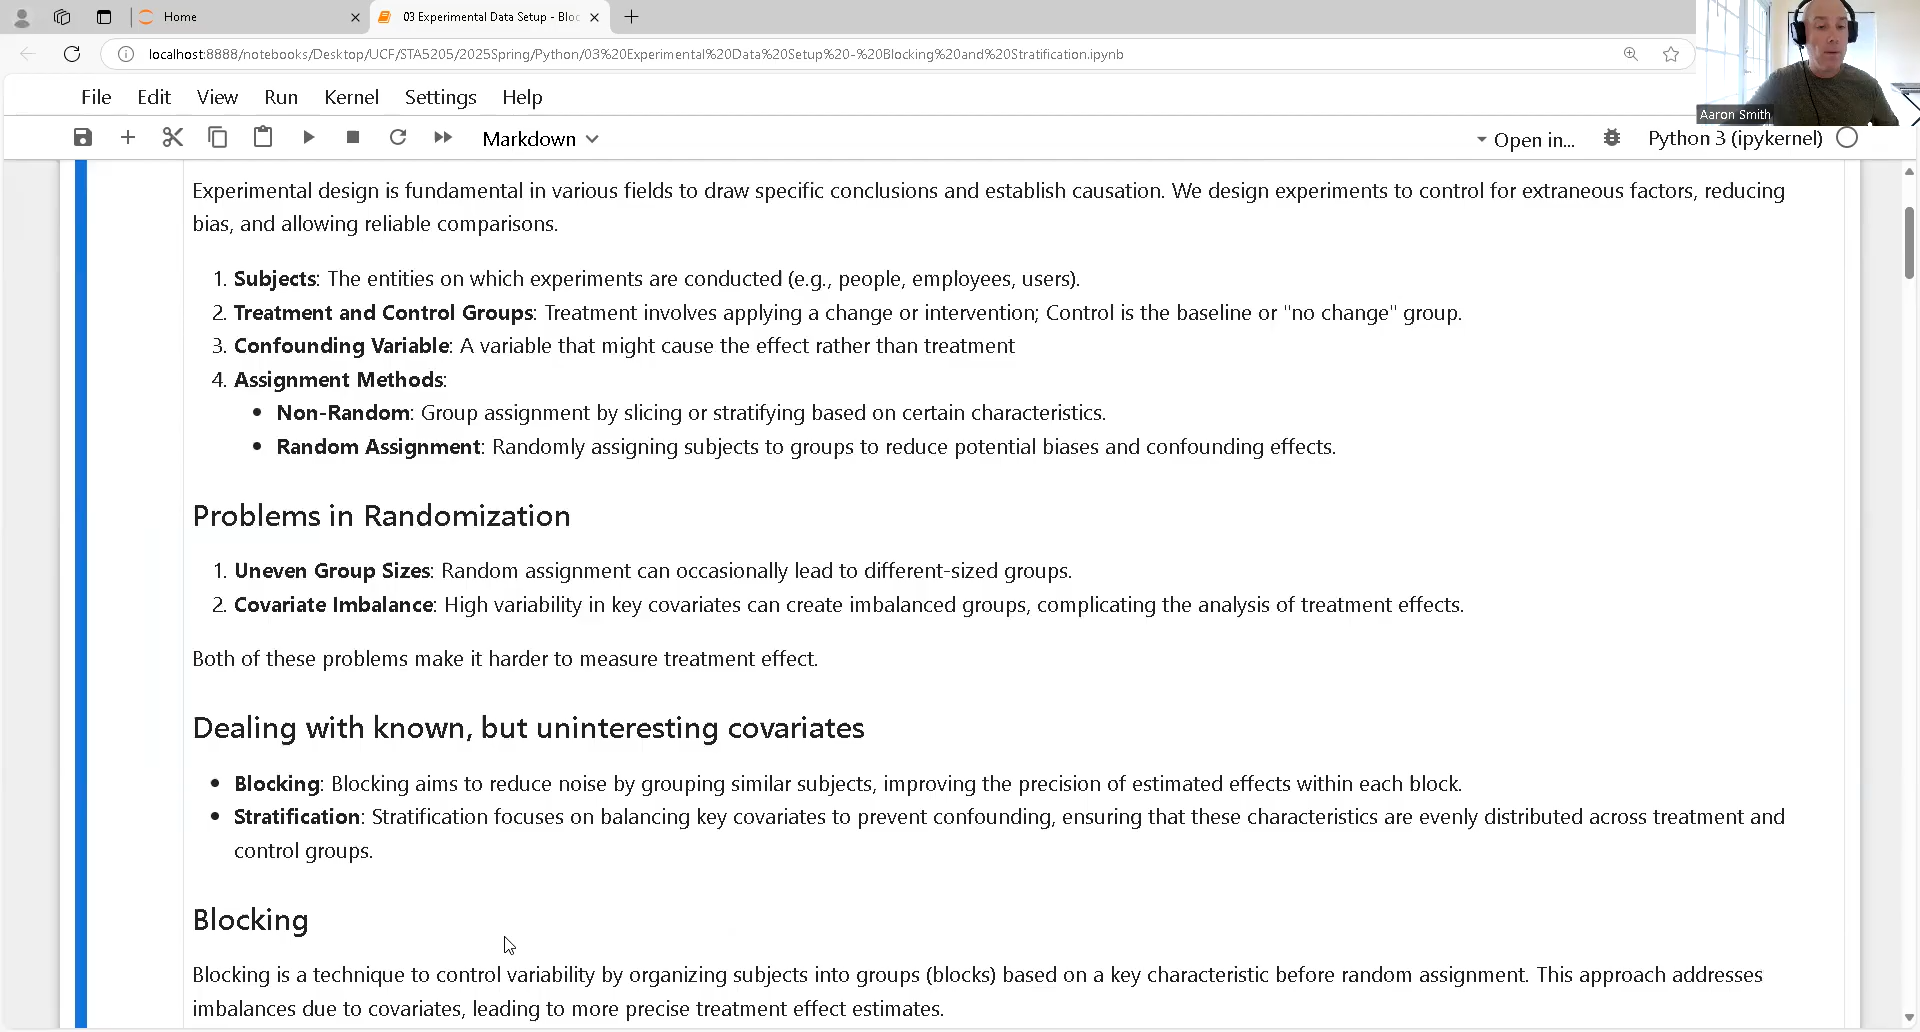 Home
03 Experimental Data Setup - Bloc
localhost:8888/notebooks/Desktop/UCF/STA5205/2025Spring/Python/03%20Experimental%20Data%20Setup%20-%20Blocking%20and%20Stratification.ipynb
Aaron Smith
File Edit View Run Kernel Settings Help
Markdown Open in... Python 3 (ipykernel)
Experimental design is fundamental in various fields to draw specific conclusions and establish causation. We design experiments to control for extraneous factors, reducing
bias, and allowing reliable comparisons.
1. Subjects: The entities on which experiments are conducted (e.g., people, employees, users).
2. Treatment and Control Groups: Treatment involves applying a change or intervention; Control is the baseline or "no change" group.
3. Confounding Variable: A variable that might cause the effect rather than treatment
4. Assignment Methods:
• Non-Random: Group assignment by slicing or stratifying based on certain characteristics.
• Random Assignment: Randomly assigning subjects to groups to reduce potential biases and confounding effects.
Problems in Randomization
1. Uneven Group Sizes: Random assignment can occasionally lead to different-sized groups.
2. Covariate Imbalance: High variability in key covariates can create imbalanced groups, complicating the analysis of treatment effects.
Both of these problems make it harder to measure treatment effect.
Dealing with known, but uninteresting covariates
• Blocking: Blocking aims to reduce noise by grouping similar subjects, improving the precision of estimated effects within each block.
• Stratification: Stratification focuses on balancing key covariates to prevent confounding, ensuring that these characteristics are evenly distributed across treatment and
control groups.
Blocking
Blocking is a technique to control variability by organizing subjects into groups (blocks) based on a key characteristic before random assignment. This approach addresses
imbalances due to covariates, leading to more precise treatment effect estimates.